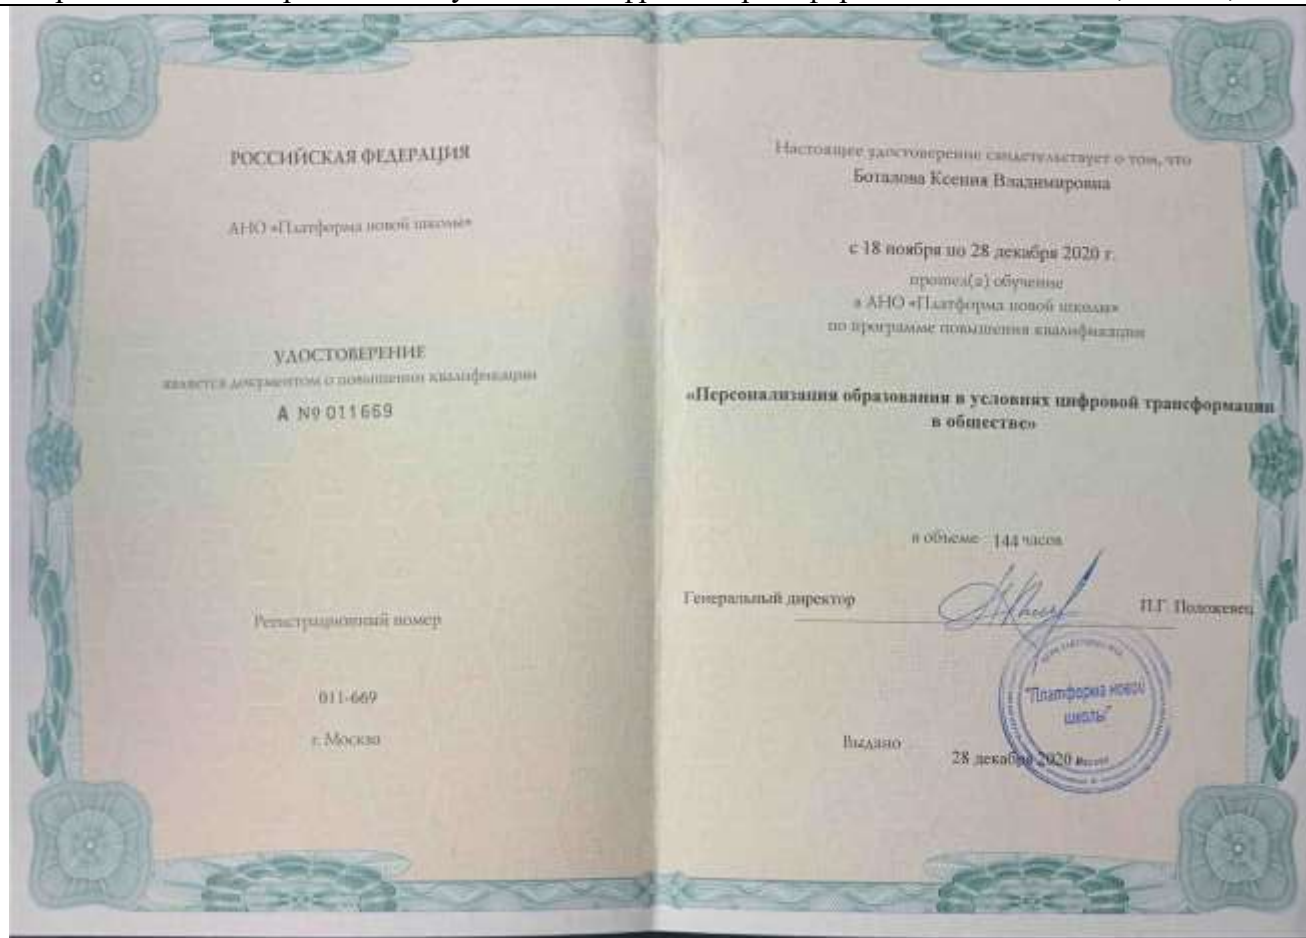 РОССИЙСКАЯ ФЕДЕРАЦИЯ
АНО «Платформа новой школы»
УДОСТОВЕРЕНИЕ
является документом о повышении квалификации
А №011669
Регистрационный номер
011-669
г. Москва
Настоящее удостоверение свидетельствует о том, что
Боталова Ксения Владимировна
с 18 ноября по 28 декабря 2020 г.
прошел(а) обучение
в АНО «Платформа новой школы»
по программе повышения квалификации
«Персонализация образования в условиях цифровой трансформации
в обществе»
в объеме 144 часов
Генеральный директор П.Г. Положевец
"Платформа новой
школы"
Выдано
28 декабря 2020